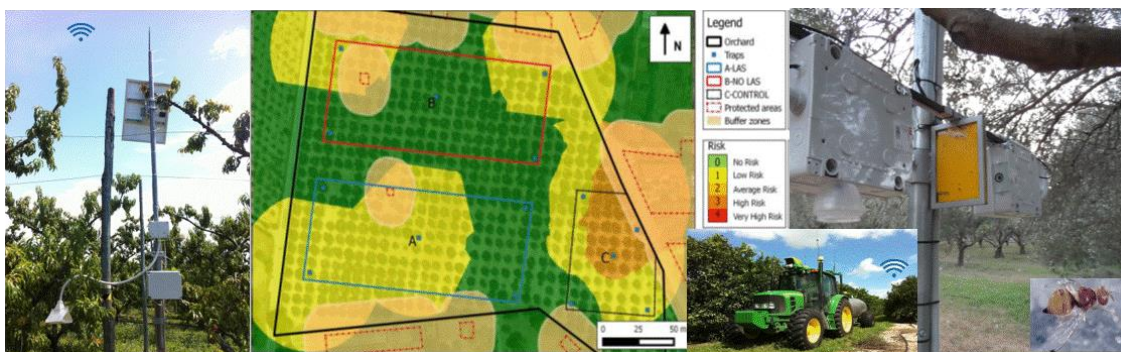 N
Legend
Orchard
Traps
A-LAS
B-NO LAS
C-CONTROL
Protected areas
Buffer zones
B
Risk
0 No Risk
1 Low Risk
2 Average Risk
3 High Risk
4 Very High Risk
A
C
0 25 50 m